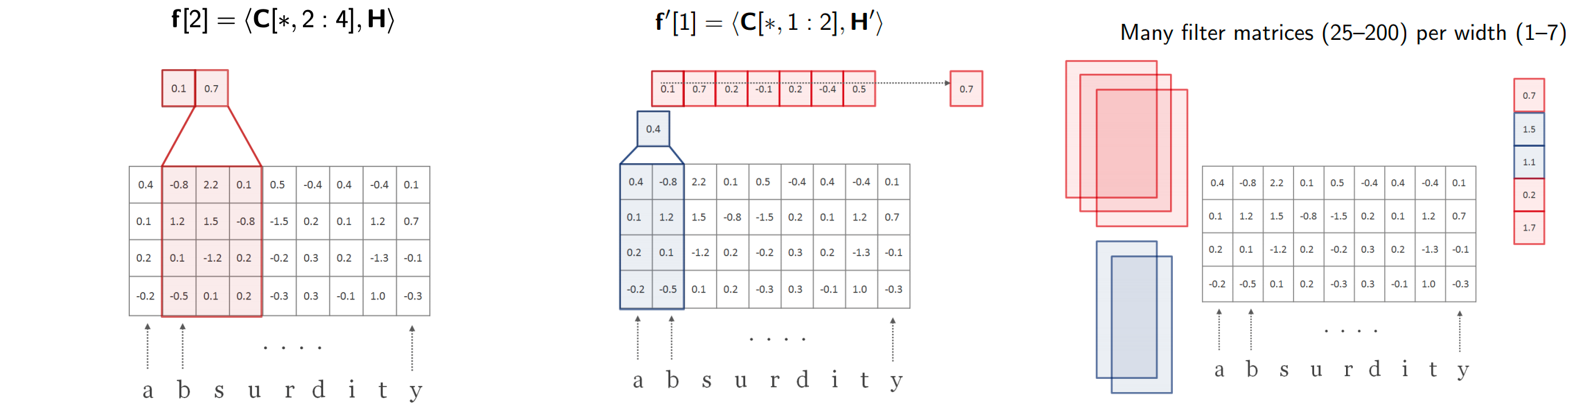 f[2] = ⟨C[∗, 2 : 4], H⟩
0.1 0.7
0.4 -0.8 2.2 0.1 0.5 -0.4 0.4 -0.4 0.1
0.1 1.2 1.5 -0.8 -1.5 0.2 0.1 1.2 0.7
0.2 0.1 -1.2 0.2 -0.2 0.3 0.2 -1.3 -0.1
-0.2 -0.5 0.1 0.2 -0.3 0.3 -0.1 1.0 -0.3
. . . .
a b s u r d i t y
f′[1] = ⟨C[∗, 1 : 2], H′⟩
0.1 0.7 0.2 -0.1 0.2 -0.4 0.5 0.7
0.4
0.4 -0.8 2.2 0.1 0.5 -0.4 0.4 -0.4 0.1
0.1 1.2 1.5 -0.8 -1.5 0.2 0.1 1.2 0.7
0.2 0.1 -1.2 0.2 -0.2 0.3 0.2 -1.3 -0.1
-0.2 -0.5 0.1 0.2 -0.3 0.3 -0.1 1.0 -0.3
. . . .
a b s u r d i t y
Many filter matrices (25–200) per width (1–7)
0.4 -0.8 2.2 0.1 0.5 -0.4 0.4 -0.4 0.1
0.1 1.2 1.5 -0.8 -1.5 0.2 0.1 1.2 0.7
0.2 0.1 -1.2 0.2 -0.2 0.3 0.2 -1.3 -0.1
-0.2 -0.5 0.1 0.2 -0.3 0.3 -0.1 1.0 -0.3
. . . .
a b s u r d i t y
0.7
1.5
1.1
0.2
1.7